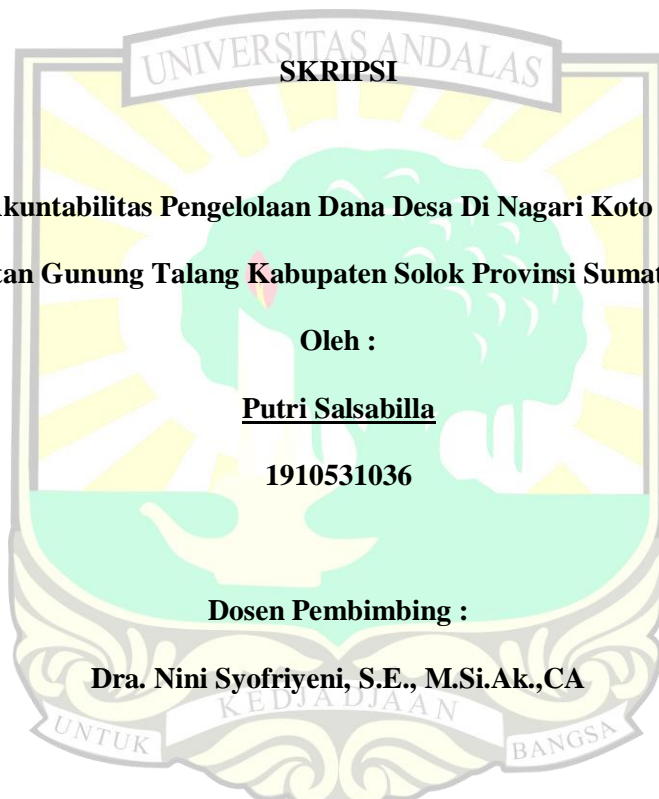 UNIVERSITAS ANDALAS
SKRIPSI
kuntabilitas Pengelolaan Dana Desa Di Nagari Koto
tan Gunung Talang Kabupaten Solok Provinsi Sumat
Oleh :
Putri Salsabilla
1910531036
Dosen Pembimbing :
Dra. Nini Syofriyeni, S.E., M.Si.Ak.,CA
UNTUK KEDJADJAAN BANGSA